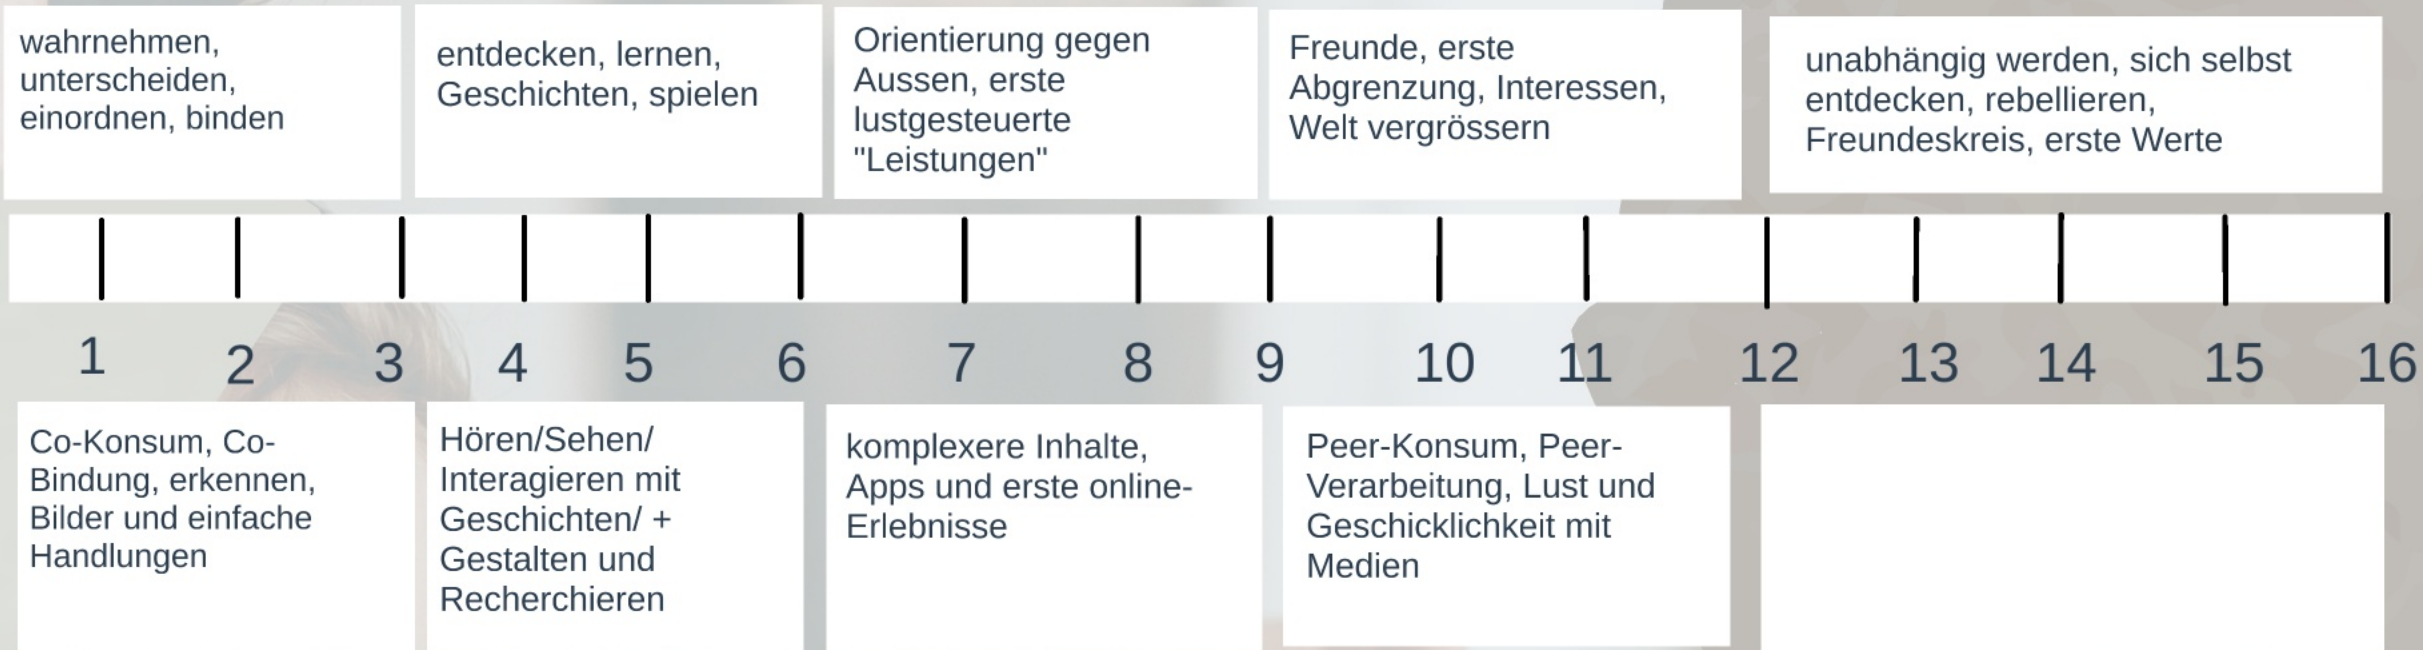 wahrnehmen,
unterscheiden,
einordnen, binden
entdecken, lernen,
Geschichten, spielen
Orientierung gegen
Aussen, erste
lustgesteuerte
"Leistungen"
Freunde, erste
Abgrenzung, Interessen,
Welt vergrössern
unabhängig werden, sich selbst
entdecken, rebellieren,
Freundeskreis, erste Werte
1 2 3 4 5 6 7 8 9 10 11 12 13 14 15 16
Co-Konsum, Co-
Bindung, erkennen,
Bilder und einfache
Handlungen
Hören/Sehen/
Interagieren mit
Geschichten/ +
Gestalten und
Recherchieren
komplexere Inhalte,
Apps und erste online-
Erlebnisse
Peer-Konsum, Peer-
Verarbeitung, Lust und
Geschicklichkeit mit
Medien